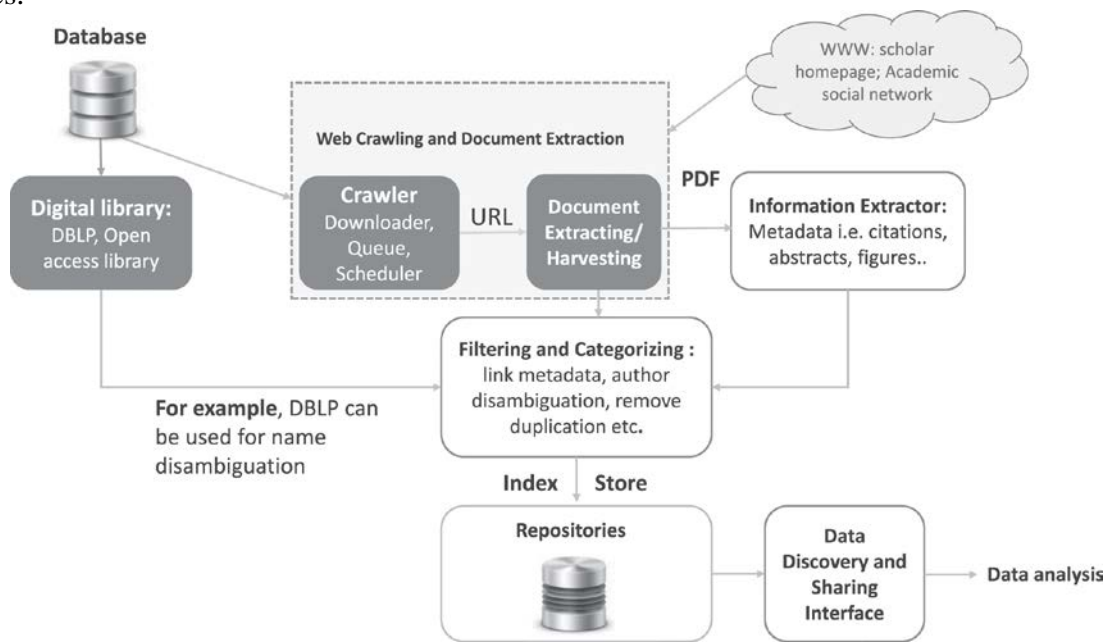 es.
Database
WWW: scholar
homepage; Academic
social network
Web Crawling and Document Extraction
Digital library:
DBLP, Open
access library
Crawler
Downloader,
Queue,
Scheduler
URL
Document
Extracting/
Harvesting
PDF
Information Extractor:
Metadata i.e. citations,
abstracts, figures..
Filtering and Categorizing :
link metadata, author
disambiguation, remove
duplication etc.
For example, DBLP can
be used for name
disambiguation
Index Store
Repositories
Data
Discovery and
Sharing
Interface
Data analysis